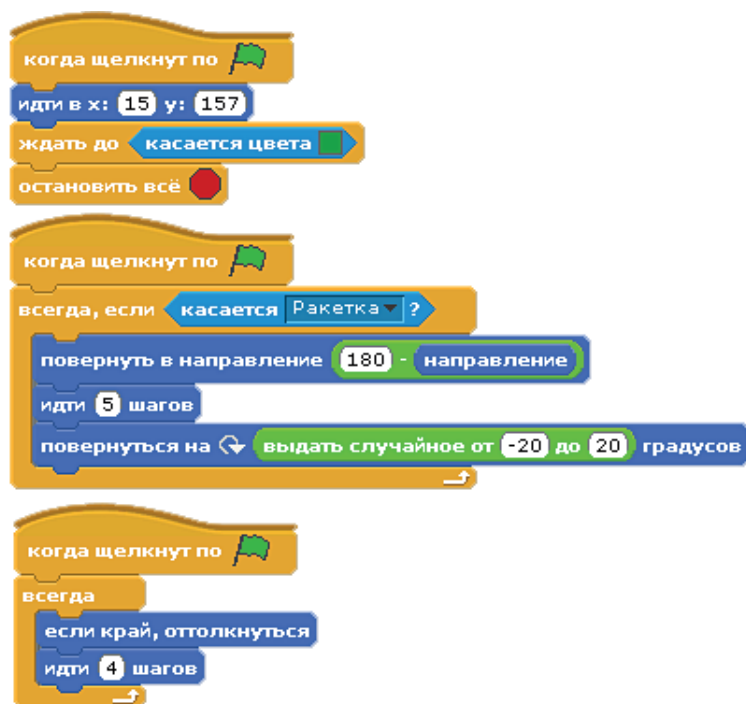 когда щелкнут по
идти в x: 15 y: 157
ждать до касается цвета
остановить всё
когда щелкнут по
всегда, если касается Ракетка ?
повернуть в направление 180 - направление
идти 5 шагов
повернуться на выдать случайное от -20 до 20 градусов
когда щелкнут по
всегда
если край, оттолкнуться
идти 4 шагов